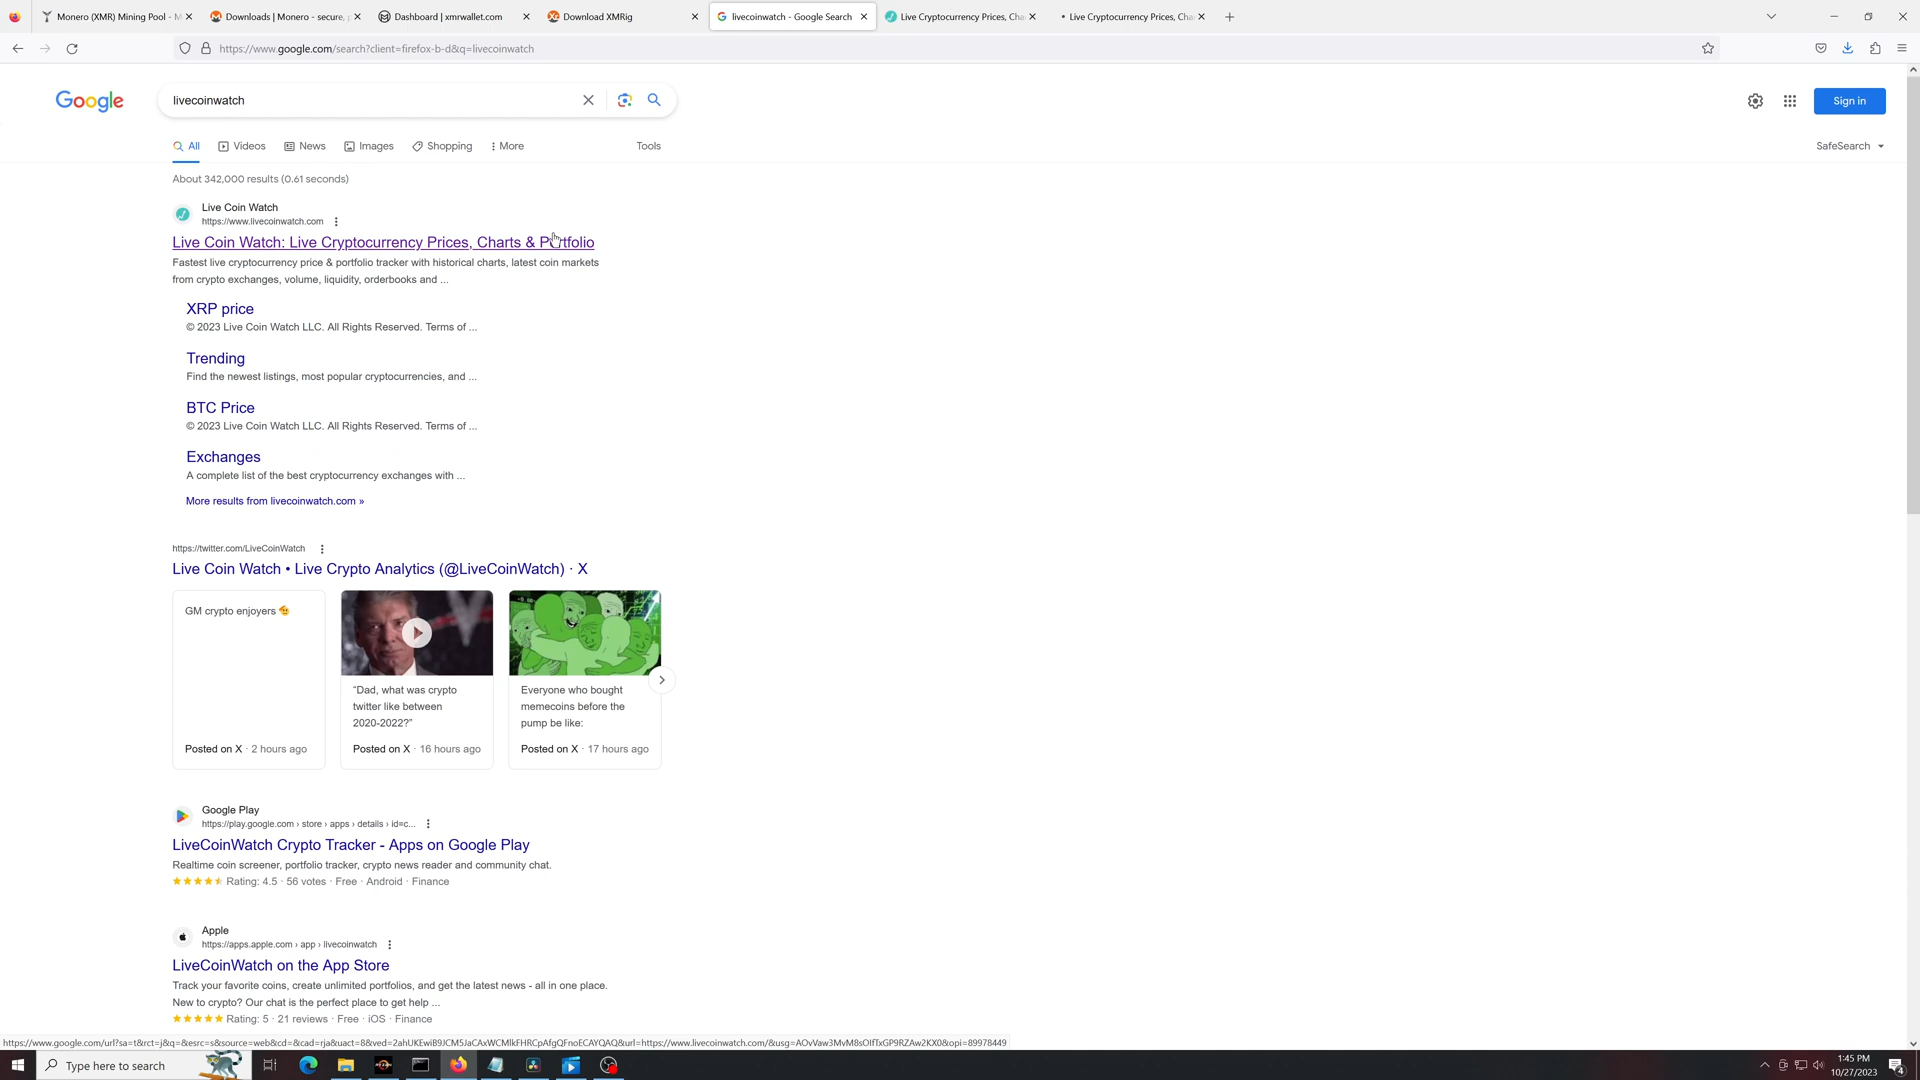 Monero (XMR) Mining Pool - M
Downloads | Monero - secure, p
Dashboard | xmrwallet.com
Download XMRig
livecoinwatch - Google Search
Live Cryptocurrency Prices, Cha
Live Cryptocurrency Prices, Cha
https://www.google.com/search?client=firefox-b-d&q=livecoinwatch
Google
livecoinwatch
Sign in
All
Videos
News
Images
Shopping
More
Tools
SafeSearch
About 342,000 results (0.61 seconds)
Live Coin Watch
https://www.livecoinwatch.com
Live Coin Watch: Live Cryptocurrency Prices, Charts & Portfolio
Fastest live cryptocurrency price & portfolio tracker with historical charts, latest coin markets
from crypto exchanges, volume, liquidity, orderbooks and ...
XRP price
© 2023 Live Coin Watch LLC. All Rights Reserved. Terms of ...
Trending
Find the newest listings, most popular cryptocurrencies, and ...
BTC Price
© 2023 Live Coin Watch LLC. All Rights Reserved. Terms of ...
Exchanges
A complete list of the best cryptocurrency exchanges with ...
More results from livecoinwatch.com »
https://twitter.com/LiveCoinWatch
Live Coin Watch • Live Crypto Analytics (@LiveCoinWatch) · X
GM crypto enjoyers 🫡
Posted on X · 2 hours ago
“Dad, what was crypto
twitter like between
2020-2022?”
Posted on X · 16 hours ago
Everyone who bought
memecoins before the
pump be like:
Posted on X · 17 hours ago
Google Play
https://play.google.com › store › apps › details › id=c...
LiveCoinWatch Crypto Tracker - Apps on Google Play
Realtime coin screener, portfolio tracker, crypto news reader and community chat.
Rating: 4.5 · 56 votes · Free · Android · Finance
Apple
https://apps.apple.com › app › livecoinwatch
LiveCoinWatch on the App Store
Track your favorite coins, create unlimited portfolios, and get the latest news - all in one place.
New to crypto? Our chat is the perfect place to get help ...
Rating: 5 · 21 reviews · Free · iOS · Finance
Type here to search
1:45 PM
10/27/2023
4